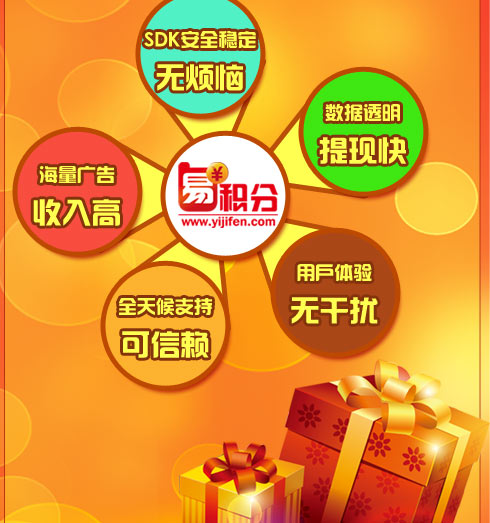 SDK安全稳定
无烦恼
数据透明
提现快
海量广告
收入高
易积分
www.yijifen.com
用戶体验
无干扰
全天候支持
可信赖